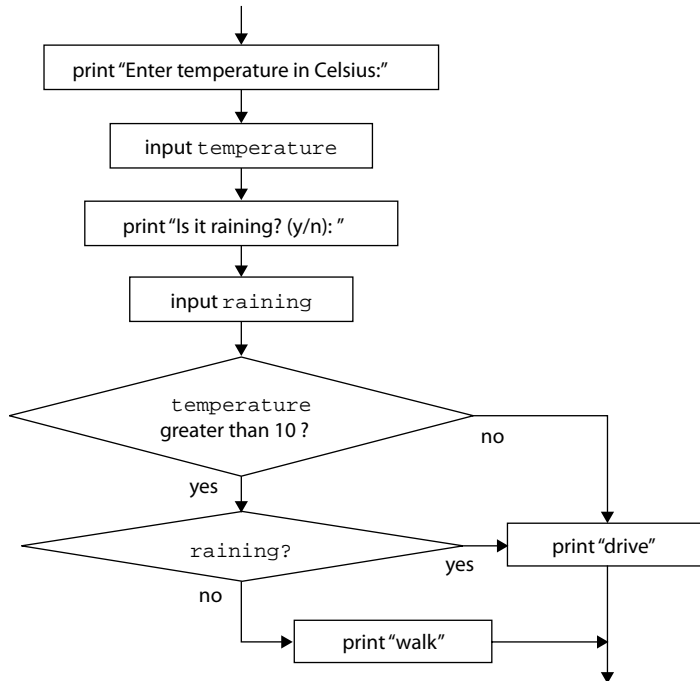 print “Enter temperature in Celsius:”
input temperature
print “Is it raining? (y/n): ”
input raining
temperature
greater than 10 ?
no
yes
raining?
yes
print “drive”
no
print “walk”